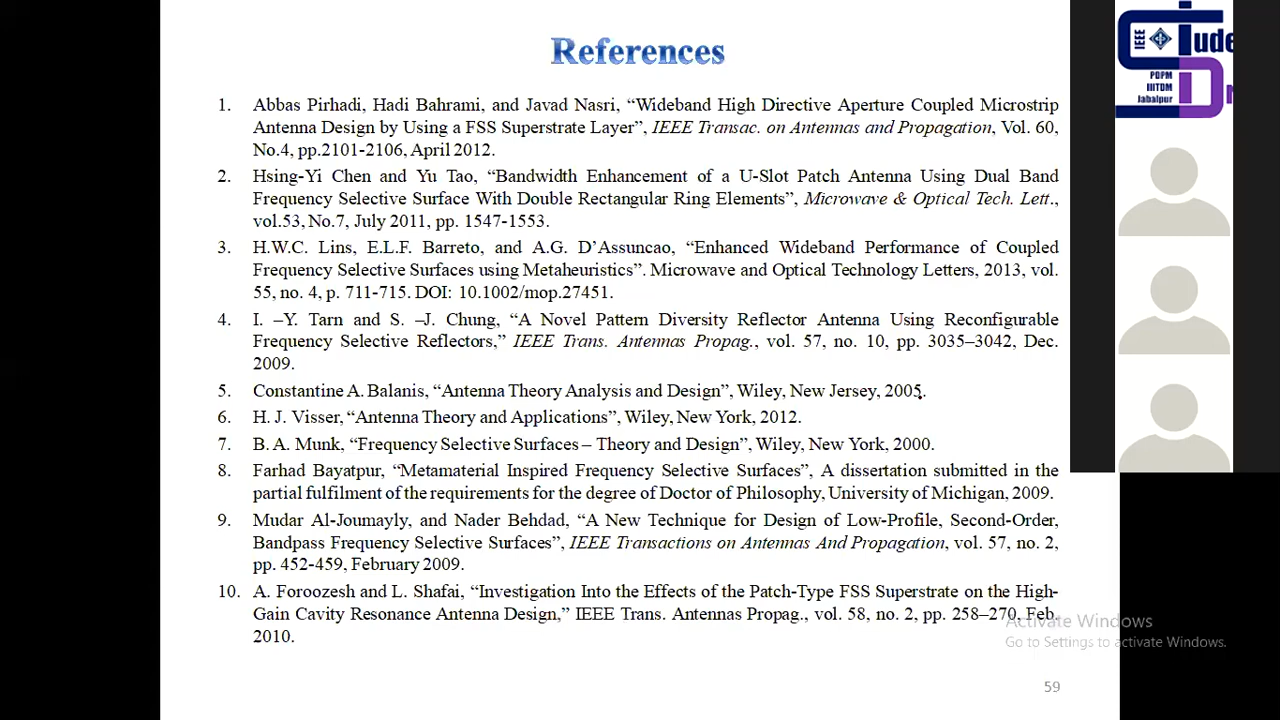 References
1. Abbas Pirhadi, Hadi Bahrami, and Javad Nasri, “Wideband High Directive Aperture Coupled Microstrip
Antenna Design by Using a FSS Superstrate Layer”, IEEE Transac. on Antennas and Propagation, Vol. 60,
No.4, pp.2101-2106, April 2012.
2. Hsing-Yi Chen and Yu Tao, “Bandwidth Enhancement of a U-Slot Patch Antenna Using Dual Band
Frequency Selective Surface With Double Rectangular Ring Elements”, Microwave & Optical Tech. Lett.,
vol.53, No.7, July 2011, pp. 1547-1553.
3. H.W.C. Lins, E.L.F. Barreto, and A.G. D’Assuncao, “Enhanced Wideband Performance of Coupled
Frequency Selective Surfaces using Metaheuristics”. Microwave and Optical Technology Letters, 2013, vol.
55, no. 4, p. 711-715. DOI: 10.1002/mop.27451.
4. I. –Y. Tarn and S. –J. Chung, “A Novel Pattern Diversity Reflector Antenna Using Reconfigurable
Frequency Selective Reflectors,” IEEE Trans. Antennas Propag., vol. 57, no. 10, pp. 3035–3042, Dec.
2009.
5. Constantine A. Balanis, “Antenna Theory Analysis and Design”, Wiley, New Jersey, 2005.
6. H. J. Visser, “Antenna Theory and Applications”, Wiley, New York, 2012.
7. B. A. Munk, “Frequency Selective Surfaces – Theory and Design”, Wiley, New York, 2000.
8. Farhad Bayatpur, “Metamaterial Inspired Frequency Selective Surfaces”, A dissertation submitted in the
partial fulfilment of the requirements for the degree of Doctor of Philosophy, University of Michigan, 2009.
9. Mudar Al-Joumayly, and Nader Behdad, “A New Technique for Design of Low-Profile, Second-Order,
Bandpass Frequency Selective Surfaces”, IEEE Transactions on Antennas And Propagation, vol. 57, no. 2,
pp. 452-459, February 2009.
10. A. Foroozesh and L. Shafai, “Investigation Into the Effects of the Patch-Type FSS Superstrate on the High-
Gain Cavity Resonance Antenna Design,” IEEE Trans. Antennas Propag., vol. 58, no. 2, pp. 258–270, Feb.
2010.
59
Activate Windows
Go to Settings to activate Windows.
IEEE
PDPM
IIITDM
Jabalpur